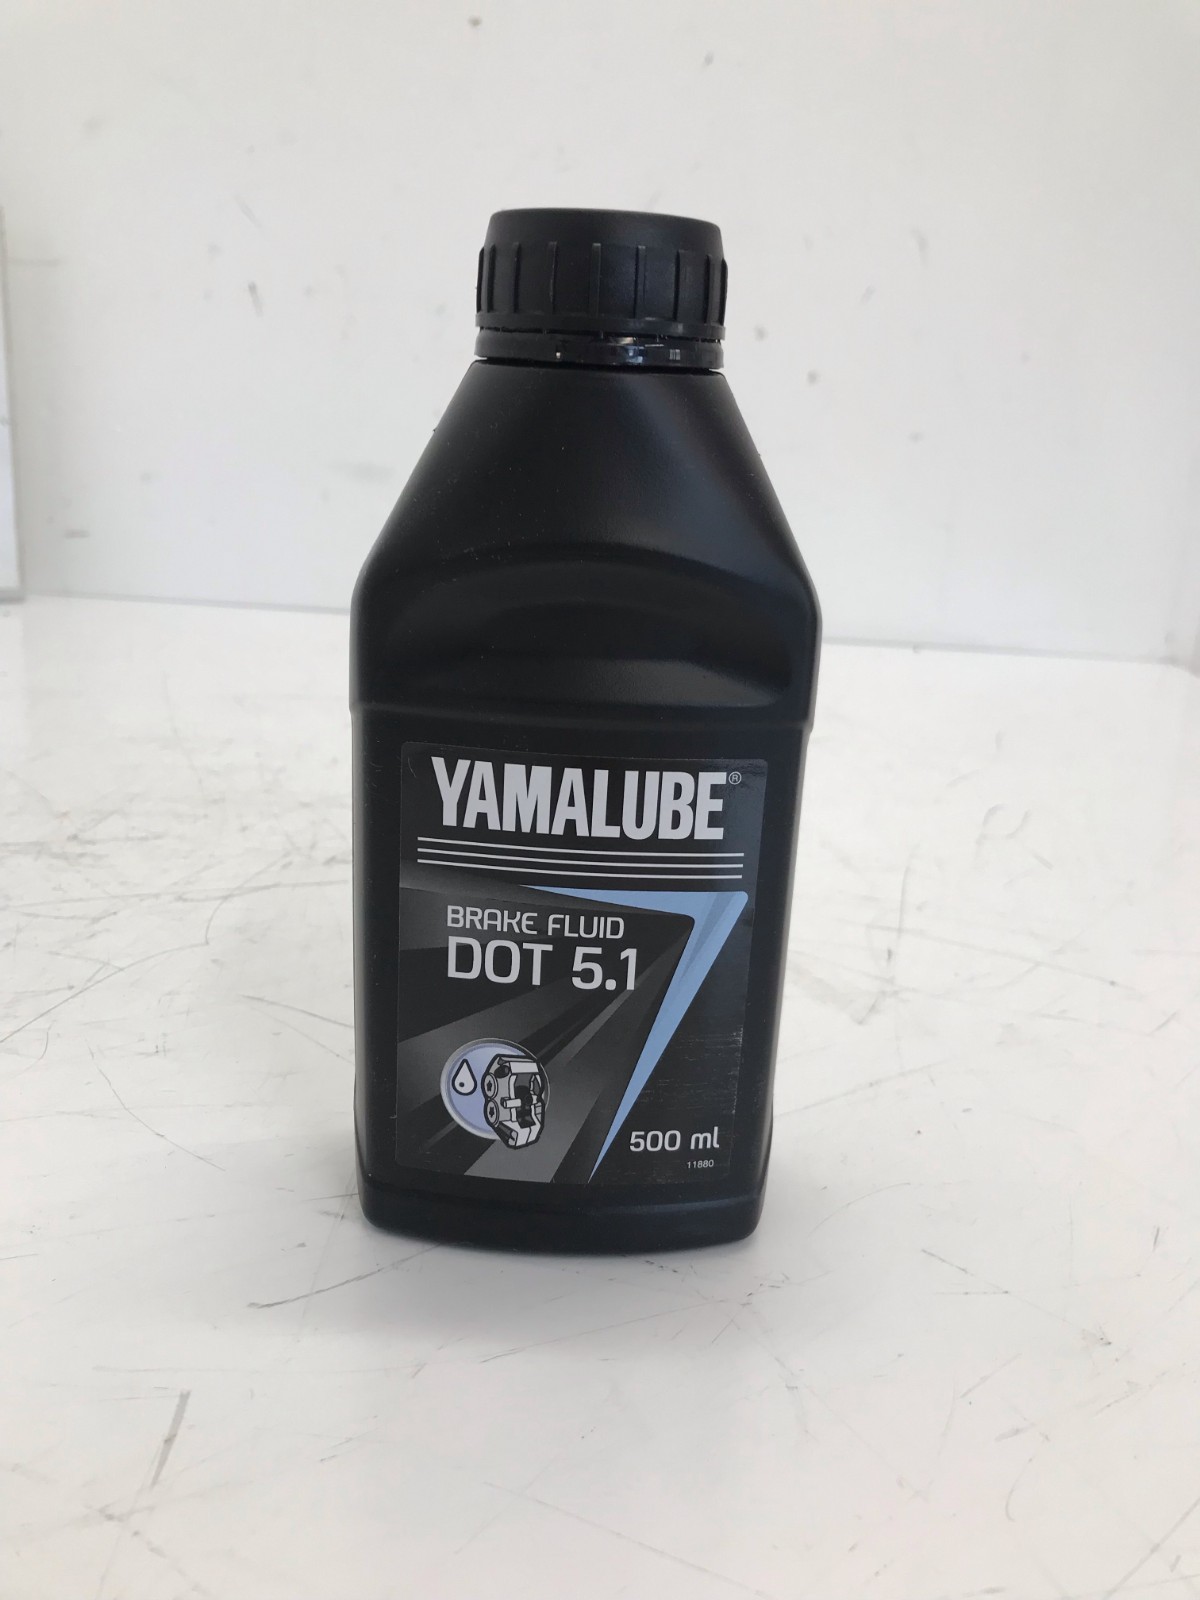 YAMALUBE®
BRAKE FLUID
DOT 5.1
500 ml
11880